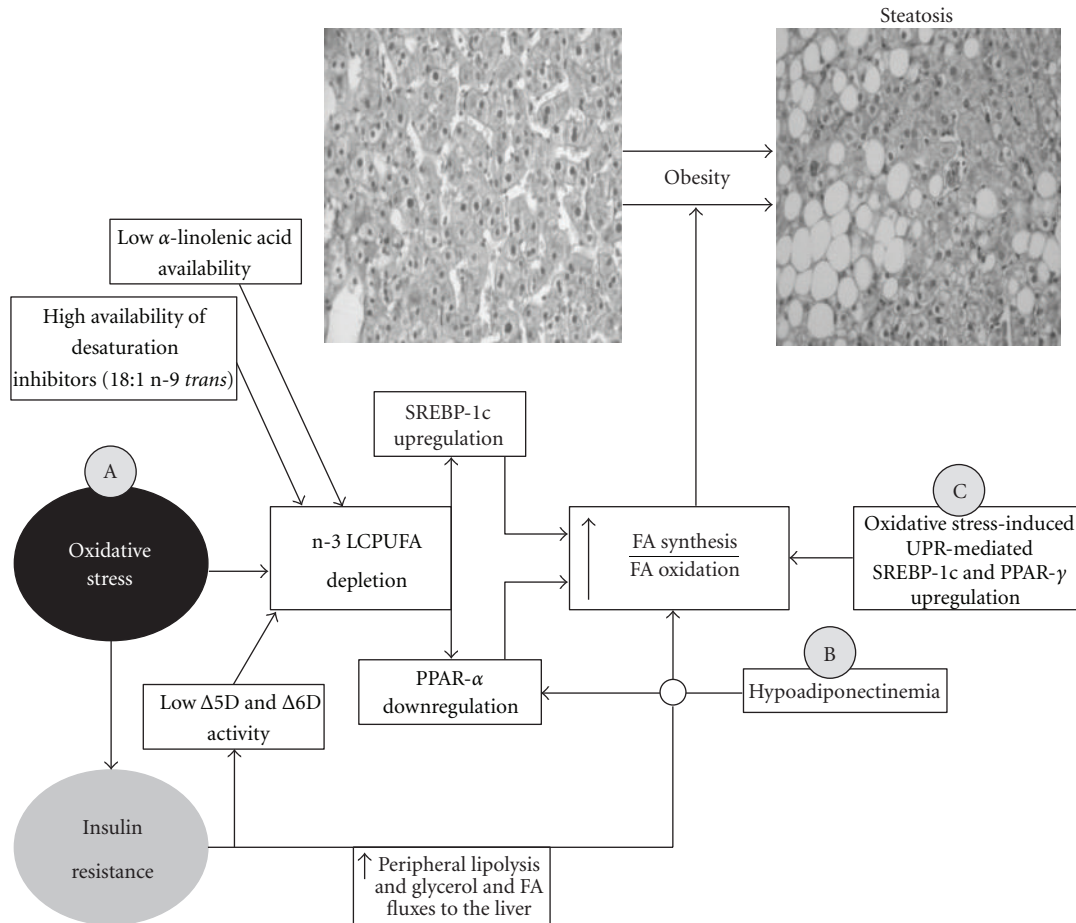 Steatosis
Obesity
Low α-linolenic acid
availability
High availability of
desaturation
inhibitors (18:1 n-9 trans)
SREBP-1c
upregulation
A
Oxidative
stress
n-3 LCPUFA
depletion
↑ FA synthesis
FA oxidation
C
Oxidative stress-induced
UPR-mediated
SREBP-1c and PPAR-γ
upregulation
B
Hypoadiponectinemia
PPAR-α
downregulation
Low Δ5D and Δ6D
activity
Insulin
resistance
↑ Peripheral lipolysis
and glycerol and FA
fluxes to the liver